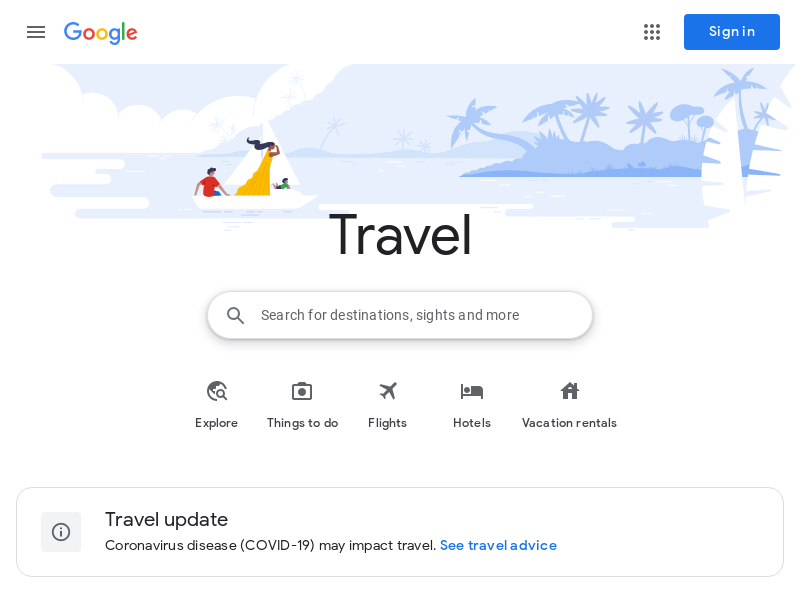 Google
Sign in
Travel
Search for destinations, sights and more
Explore
Things to do
Flights
Hotels
Vacation rentals
Travel update
Coronavirus disease (COVID-19) may impact travel. See travel advice